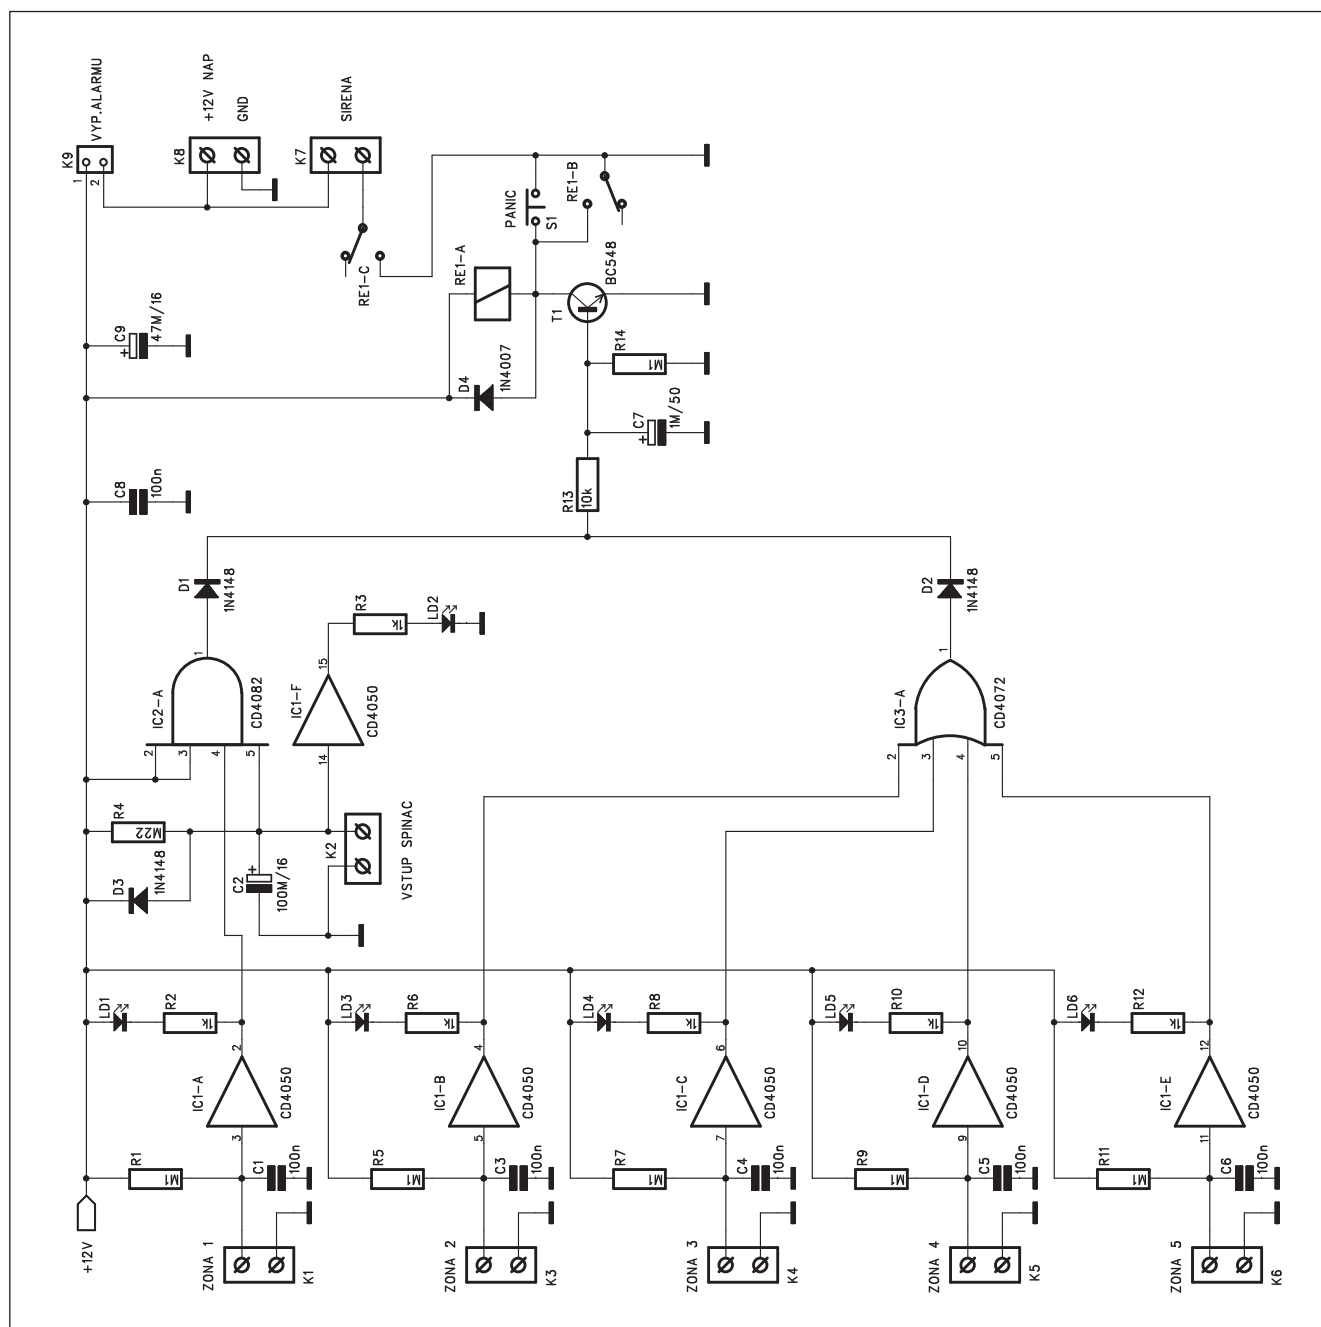 +12V
ZONA 1
K1
R1
M1
C1
100n
3
IC1-A
CD4050
2
LD1
R2
1k
ZONA 2
K3
R5
M1
C3
100n
5
IC1-B
CD4050
4
LD3
R6
1k
ZONA 3
K4
R7
M1
C4
100n
7
IC1-C
CD4050
6
LD4
R8
1k
ZONA 4
K5
R9
M1
C5
100n
9
IC1-D
CD4050
10
LD5
R10
1k
ZONA 5
K6
R11
M1
C6
100n
11
IC1-E
CD4050
12
LD6
R12
1k
D3
1N4148
R4
M22
C2
+
100M/16
K2
VSTUP SPINAC
2
3
4
5
IC2-A
CD4082
1
14
IC1-F
CD4050
15
R3
1k
LD2
D1
1N4148
2
3
4
5
IC3-A
CD4072
1
D2
1N4148
C8
100n
C9
+
47M/16
R13
10k
C7
+
1M/50
R14
M1
D4
1N4007
RE1-A
T1
BC548
PANIC
S1
RE1-B
RE1-C
K9
1
2
VYP.ALARMU
K8
+12V NAP
GND
K7
SIRENA